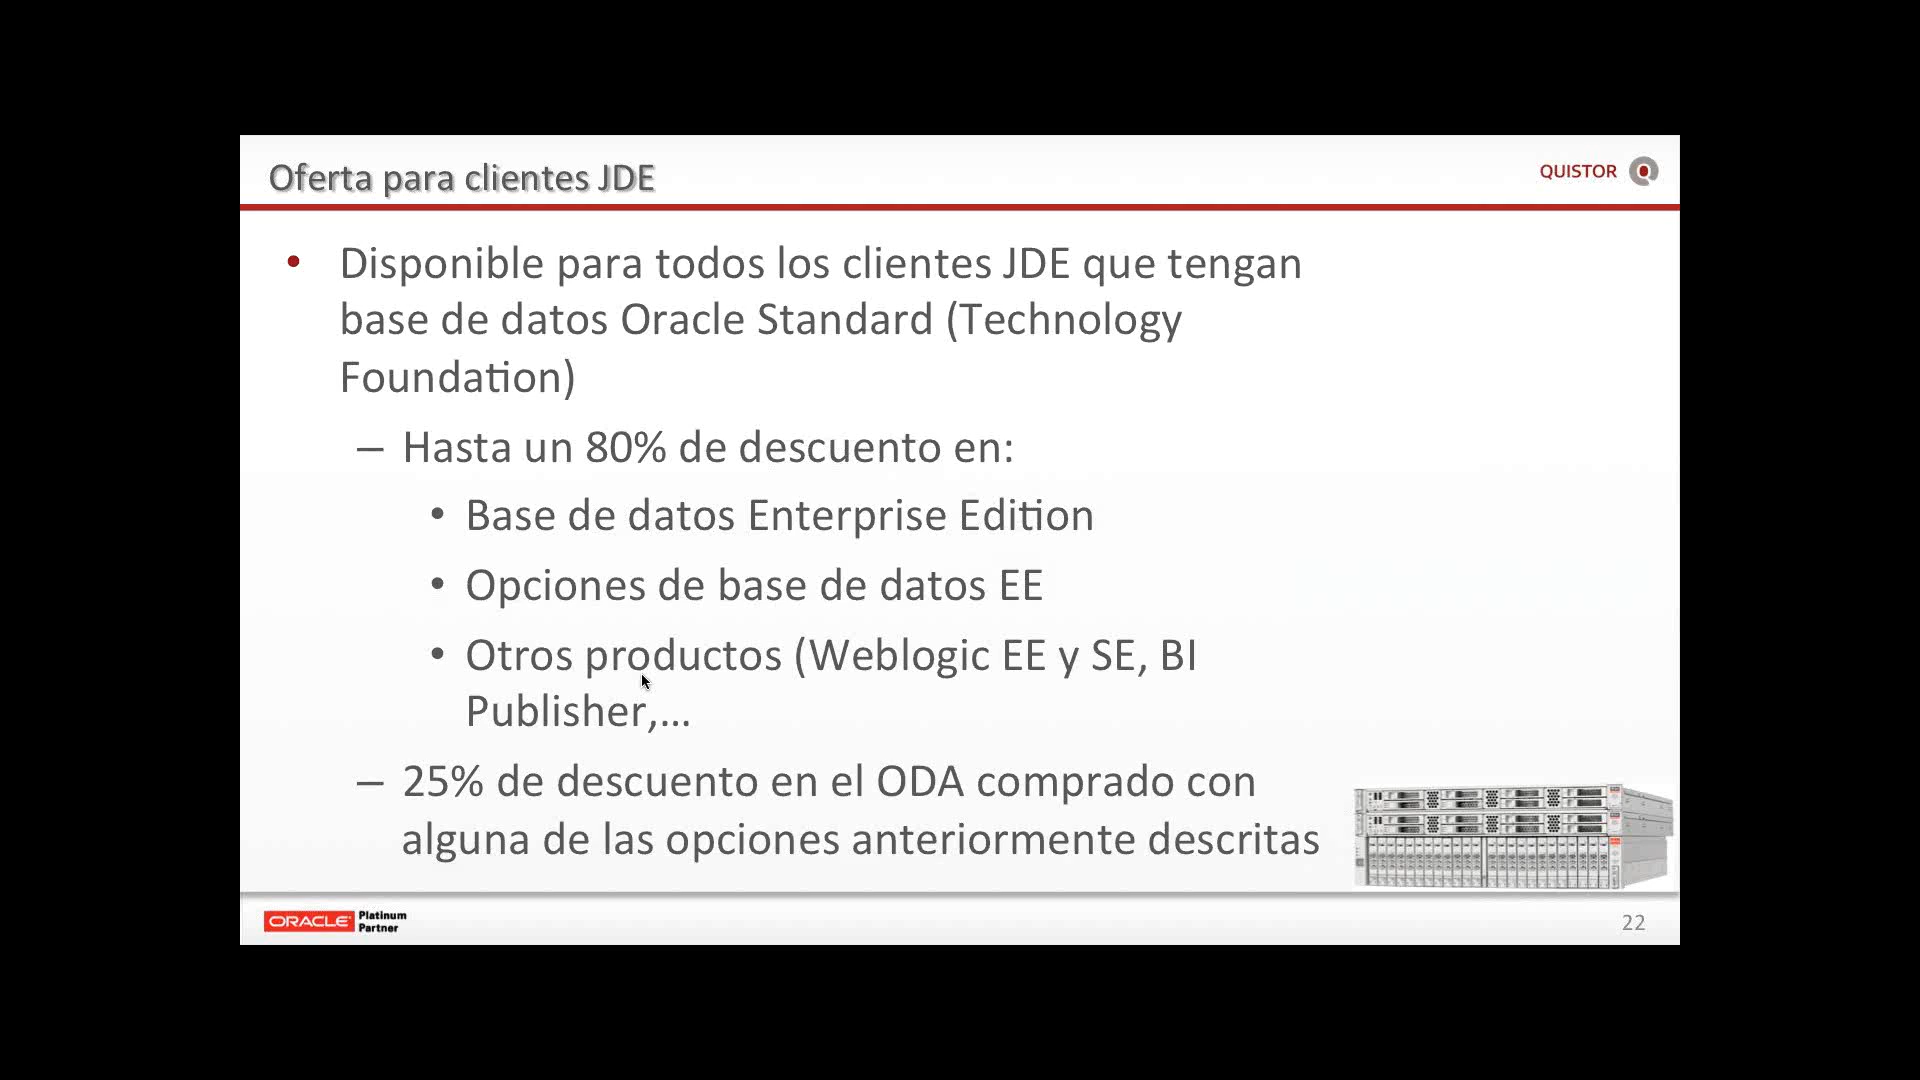 Oferta para clientes JDE
QUISTOR
• Disponible para todos los clientes JDE que tengan
base de datos Oracle Standard (Technology
Foundation)
– Hasta un 80% de descuento en:
• Base de datos Enterprise Edition
• Opciones de base de datos EE
• Otros productos (Weblogic EE y SE, BI
Publisher,...
– 25% de descuento en el ODA comprado con
alguna de las opciones anteriormente descritas
ORACLE Platinum
Partner
22